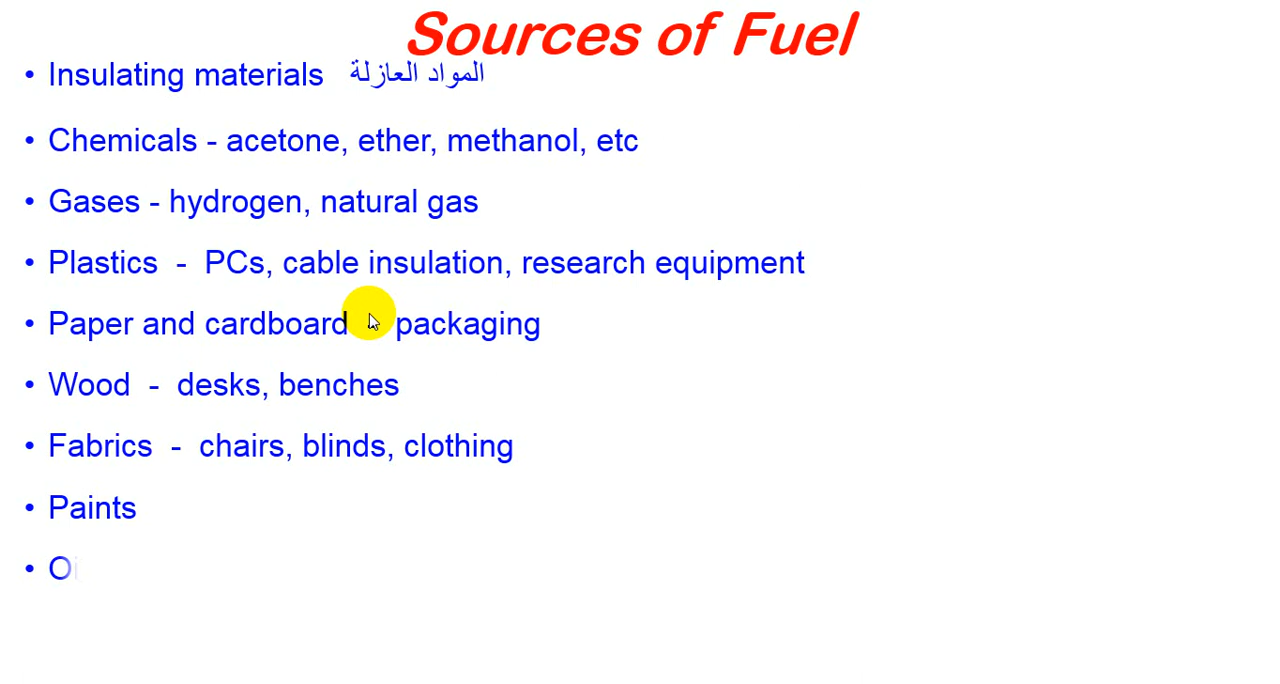 Sources of Fuel
• Insulating materials المواد العازلة
• Chemicals - acetone, ether, methanol, etc
• Gases - hydrogen, natural gas
• Plastics - PCs, cable insulation, research equipment
• Paper and cardboard packaging
• Wood - desks, benches
• Fabrics - chairs, blinds, clothing
• Paints
• Oi